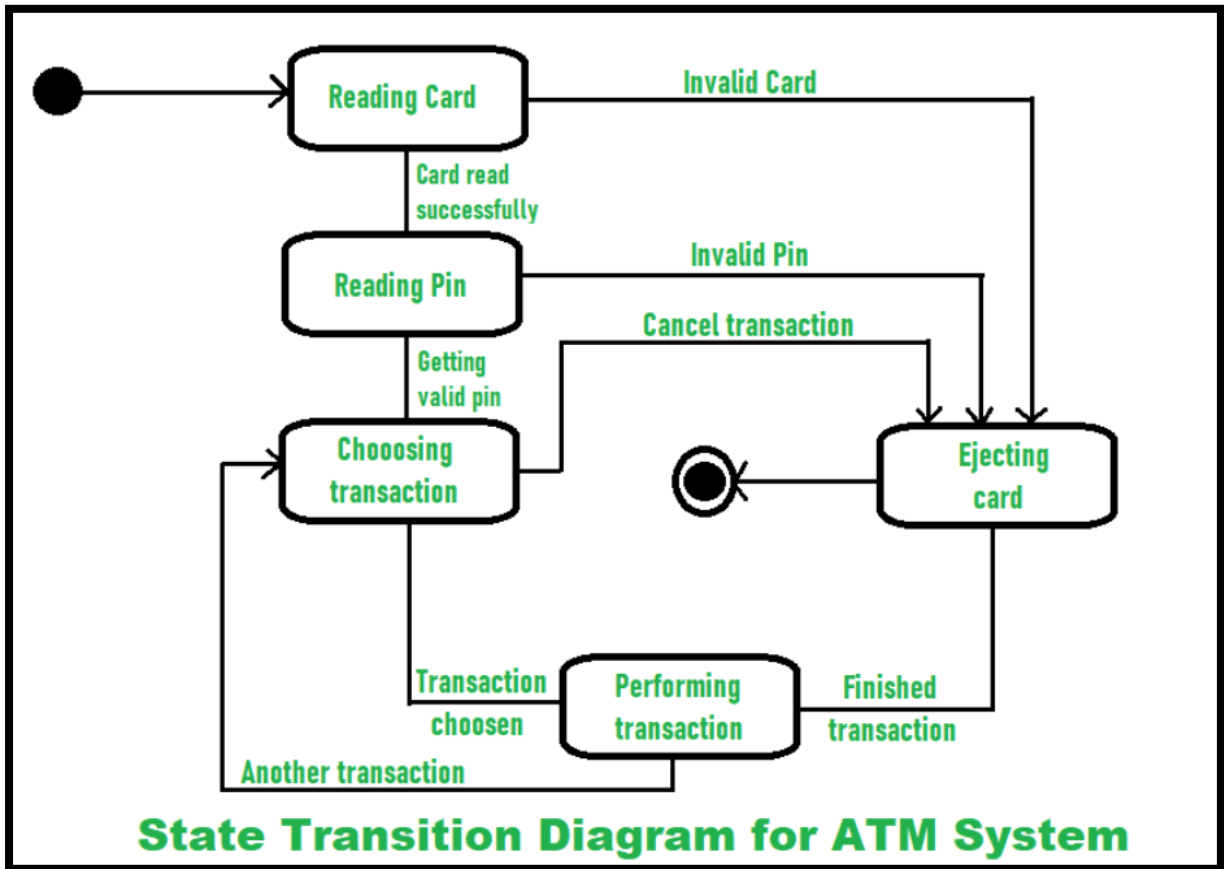 Reading Card
Invalid Card
Card read
successfully
Reading Pin
Invalid Pin
Cancel transaction
Getting
valid pin
Chooosing
transaction
Ejecting
card
Transaction
choosen
Performing
transaction
Finished
transaction
Another transaction
State Transition Diagram for ATM System